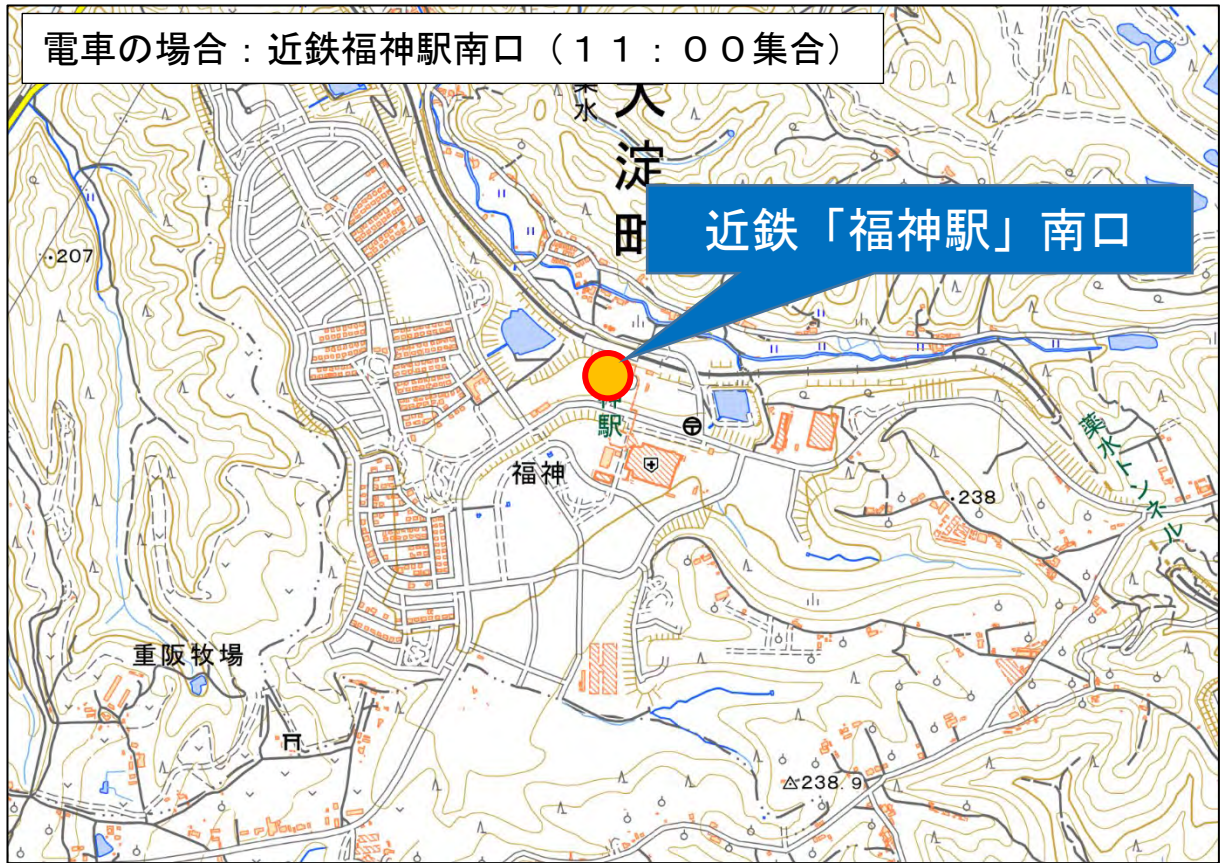 電車の場合：近鉄福神駅南口（１１：００集合）
薬水
大淀町
近鉄「福神駅」南口
207
神駅
福神
238
薬水トンネル
重阪牧場
238.9